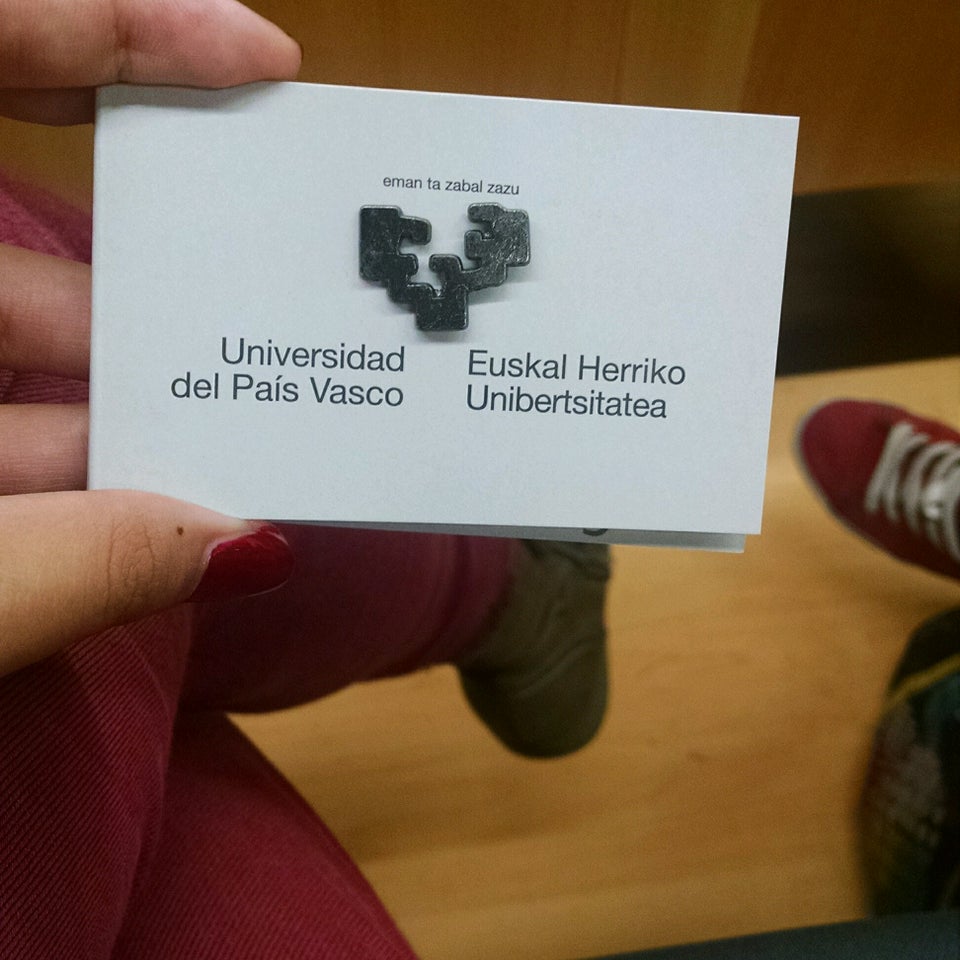 eman ta zabal zazu
Universidad
del País Vasco
Euskal Herriko
Unibertsitatea